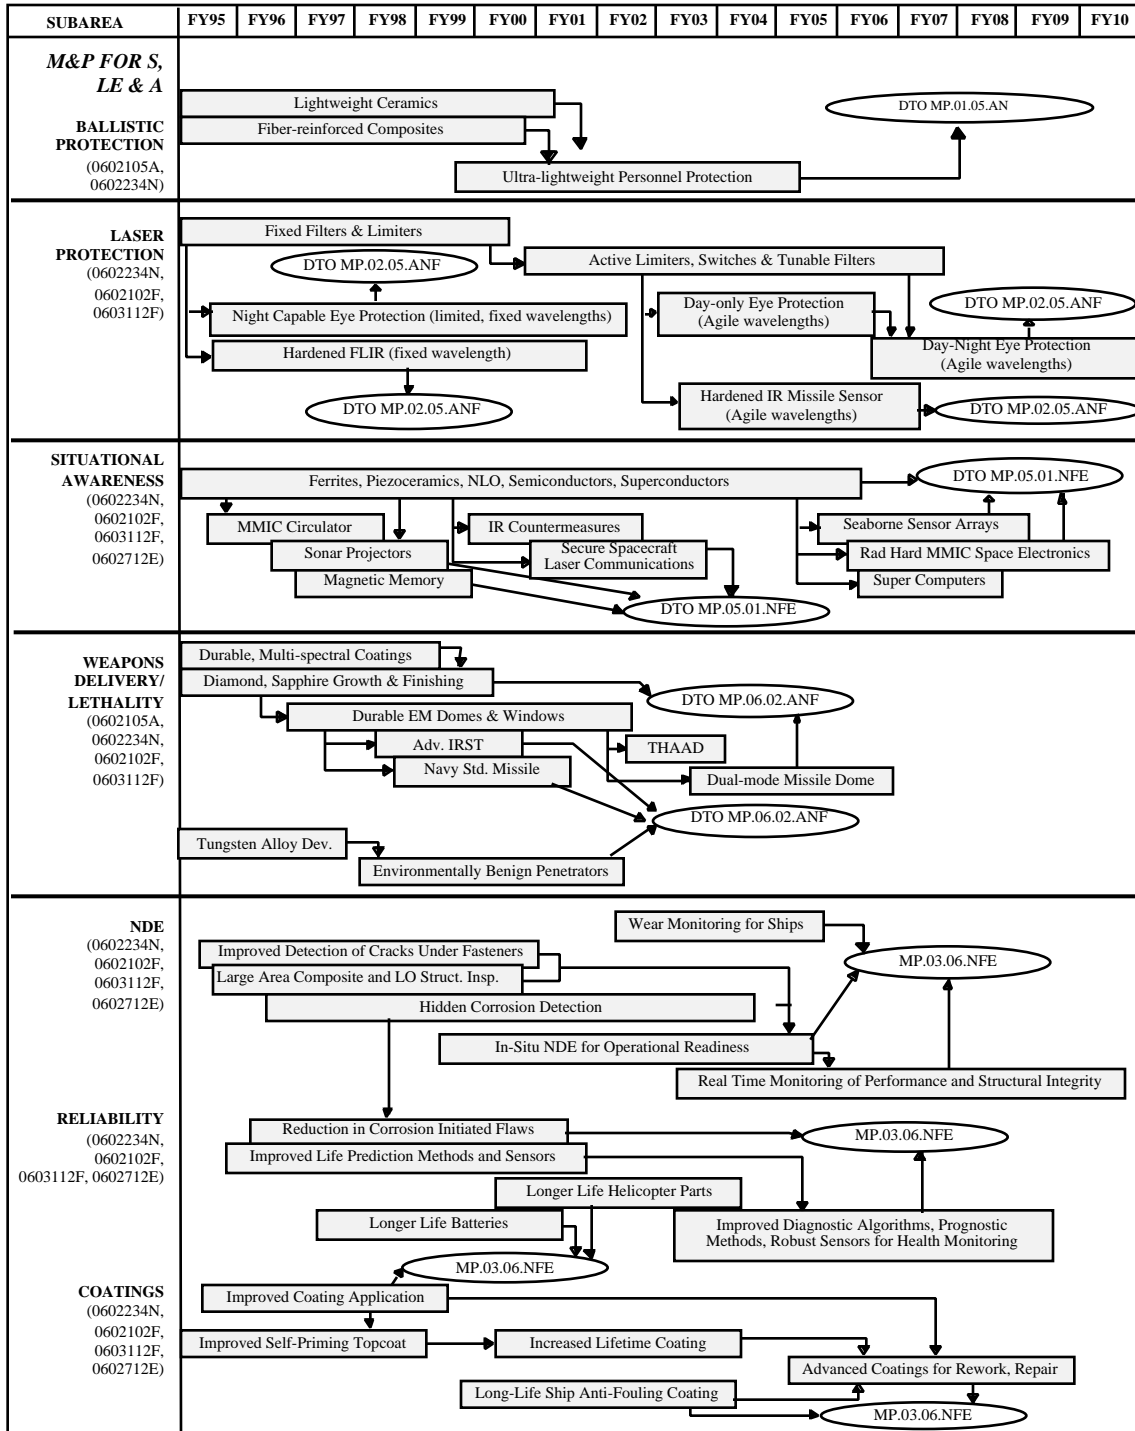 SUBAREA FY95 FY96 FY97 FY98 FY99 FY00 FY01 FY02 FY03 FY04 FY05 FY06 FY07 FY08 FY09 FY10
M&P FOR S,
LE & A
BALLISTIC
PROTECTION
(0602105A,
0602234N)
Lightweight Ceramics
Fiber-reinforced Composites
Ultra-lightweight Personnel Protection
DTO MP.01.05.AN
LASER
PROTECTION
(0602234N,
0602102F,
0603112F)
Fixed Filters & Limiters
DTO MP.02.05.ANF
Active Limiters, Switches & Tunable Filters
Night Capable Eye Protection (limited, fixed wavelengths)
Day-only Eye Protection
(Agile wavelengths)
DTO MP.02.05.ANF
Hardened FLIR (fixed wavelength)
Day-Night Eye Protection
(Agile wavelengths)
DTO MP.02.05.ANF
Hardened IR Missile Sensor
(Agile wavelengths)
DTO MP.02.05.ANF
SITUATIONAL
AWARENESS
(0602234N,
0602102F,
0603112F,
0602712E)
Ferrites, Piezoceramics, NLO, Semiconductors, Superconductors
DTO MP.05.01.NFE
MMIC Circulator
IR Countermeasures
Seaborne Sensor Arrays
Sonar Projectors
Secure Spacecraft
Laser Communications
Rad Hard MMIC Space Electronics
Magnetic Memory
Super Computers
DTO MP.05.01.NFE
WEAPONS
DELIVERY/
LETHALITY
(0602105A,
0602234N,
0602102F,
0603112F)
Durable, Multi-spectral Coatings
Diamond, Sapphire Growth & Finishing
DTO MP.06.02.ANF
Durable EM Domes & Windows
Adv. IRST
THAAD
Navy Std. Missile
Dual-mode Missile Dome
DTO MP.06.02.ANF
Tungsten Alloy Dev.
Environmentally Benign Penetrators
NDE
(0602234N,
0602102F,
0603112F,
0602712E)
Wear Monitoring for Ships
Improved Detection of Cracks Under Fasteners
MP.03.06.NFE
Large Area Composite and LO Struct. Insp.
Hidden Corrosion Detection
In-Situ NDE for Operational Readiness
Real Time Monitoring of Performance and Structural Integrity
RELIABILITY
(0602234N,
0602102F,
0603112F, 0602712E)
Reduction in Corrosion Initiated Flaws
MP.03.06.NFE
Improved Life Prediction Methods and Sensors
Longer Life Helicopter Parts
Longer Life Batteries
Improved Diagnostic Algorithms, Prognostic
Methods, Robust Sensors for Health Monitoring
MP.03.06.NFE
COATINGS
(0602234N,
0602102F,
0603112F,
0602712E)
Improved Coating Application
Improved Self-Priming Topcoat
Increased Lifetime Coating
Advanced Coatings for Rework, Repair
Long-Life Ship Anti-Fouling Coating
MP.03.06.NFE